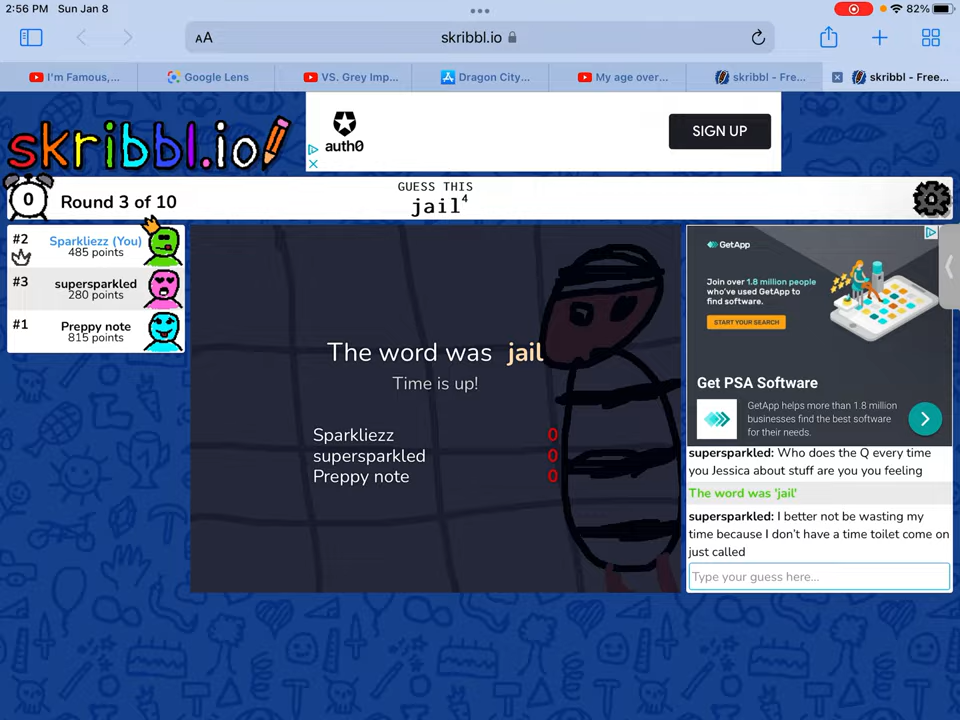 2:56 PM Sun Jan 8
82%
AA
skribbl.io
I'm Famous,...
Google Lens
VS. Grey Imp...
Dragon City...
My age over...
skribbl - Fre...
skribbl - Free...
skribbl.io
auth0
SIGN UP
0
Round 3 of 10
GUESS THIS
jail4
#2
Sparkliezz (You)
485 points
#3
supersparkled
280 points
#1
Preppy note
815 points
The word was jail
Time is up!
Sparkliezz 0
supersparkled 0
Preppy note 0
GetApp
Join over 1.8 million people
who've used GetApp to
find software.
START YOUR SEARCH
Get PSA Software
GetApp helps more than 1.8 million
businesses find the best software
for their needs.
supersparkled: Who does the Q every time
you Jessica about stuff are you you feeling
The word was 'jail'
supersparkled: I better not be wasting my
time because I don't have a time toilet come on
just called
Type your guess here...